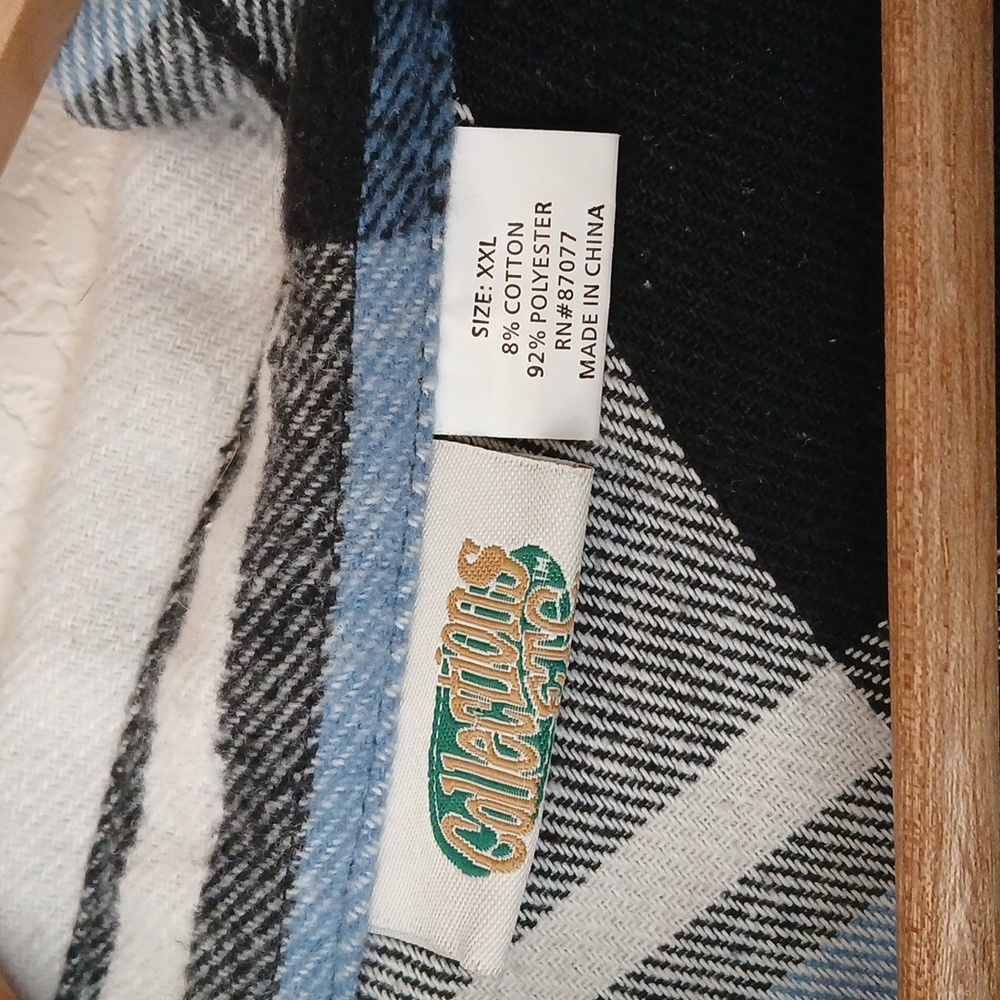 SIZE: XXL
8% COTTON
92% POLYESTER
RN#87077
MADE IN CHINA
Collections
ETC